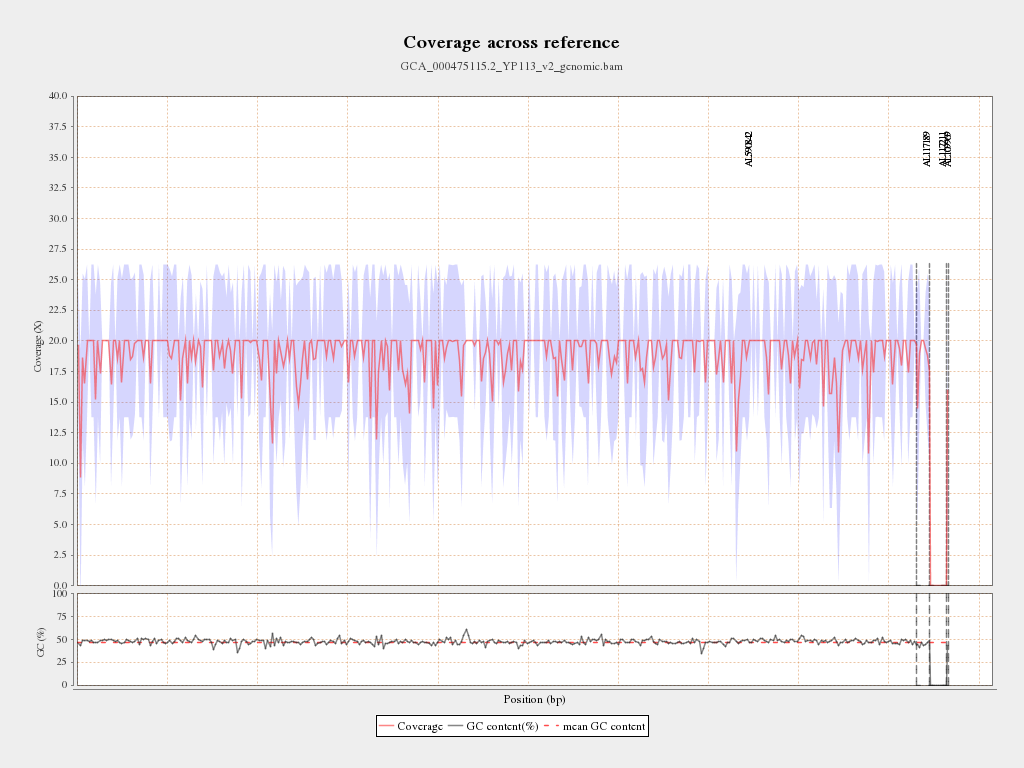 Coverage across reference
GCA_000475115.2_YP113_v2_genomic.bam
40.0
37.5
35.0
32.5
30.0
27.5
25.0
22.5
20.0
17.5
15.0
12.5
10.0
7.5
5.0
2.5
0.0
Coverage (X)
AL590842
AL117189
AL117211
AL109969
100
75
50
25
0
GC (%)
Position (bp)
Coverage GC content(%) mean GC content